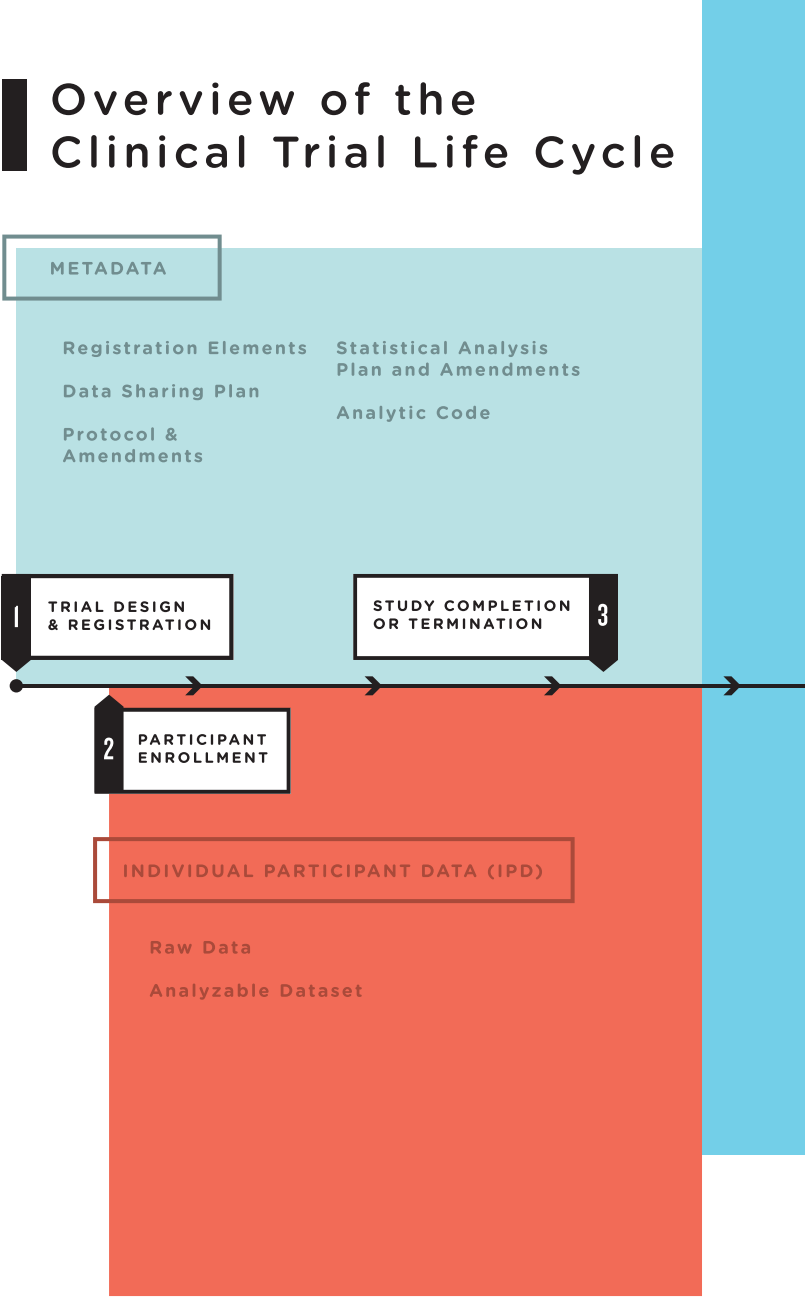 Overview of the
Clinical Trial Life Cycle
METADATA
Registration Elements
Data Sharing Plan
Protocol &
Amendments
Statistical Analysis
Plan and Amendments
Analytic Code
1
TRIAL DESIGN
& REGISTRATION
STUDY COMPLETION
OR TERMINATION
3
2
PARTICIPANT
ENROLLMENT
INDIVIDUAL PARTICIPANT DATA (IPD)
Raw Data
Analyzable Dataset